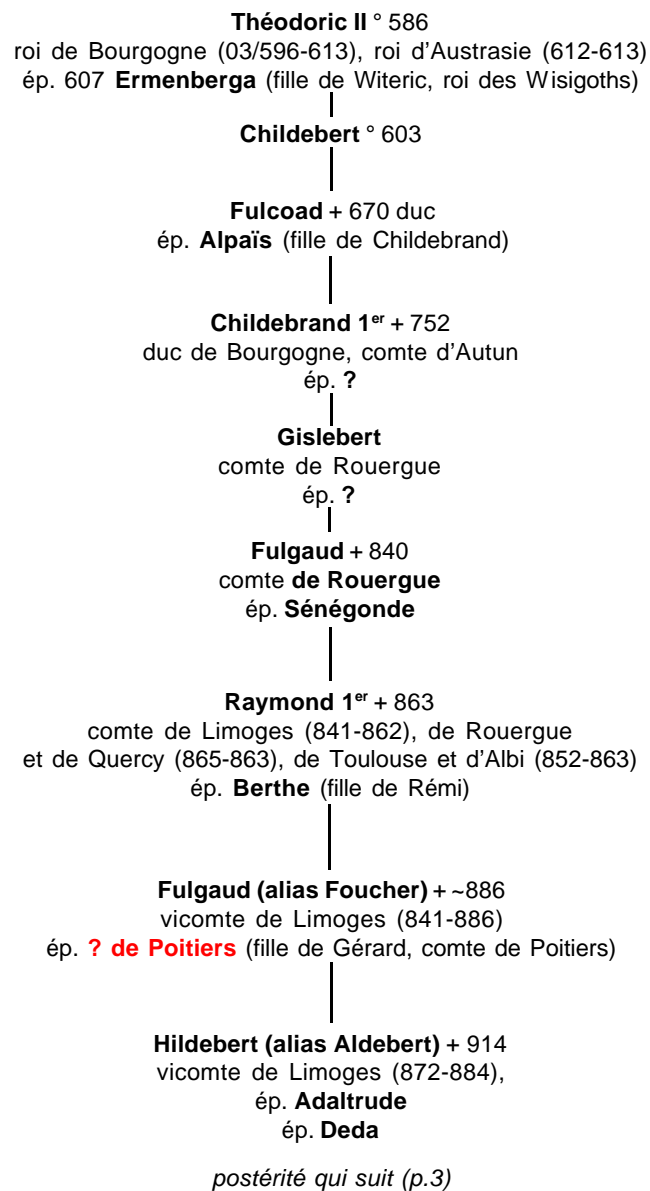 Théodoric II ° 586
roi de Bourgogne (03/596-613), roi d'Austrasie (612-613)
ép. 607 Ermenberga (fille de Witeric, roi des Wisigoths)
Childebert ° 603
Fulcoad + 670 duc
ép. Alpaïs (fille de Childebrand)
Childebrand 1er + 752
duc de Bourgogne, comte d'Autun
ép. ?
Gislebert
comte de Rouergue
ép. ?
Fulgaud + 840
comte de Rouergue
ép. Sénégonde
Raymond 1er + 863
comte de Limoges (841-862), de Rouergue
et de Quercy (865-863), de Toulouse et d'Albi (852-863)
ép. Berthe (fille de Rémi)
Fulgaud (alias Foucher) + ~886
vicomte de Limoges (841-886)
ép. ? de Poitiers (fille de Gérard, comte de Poitiers)
Hildebert (alias Aldebert) + 914
vicomte de Limoges (872-884),
ép. Adaltrude
ép. Deda
postérité qui suit (p.3)